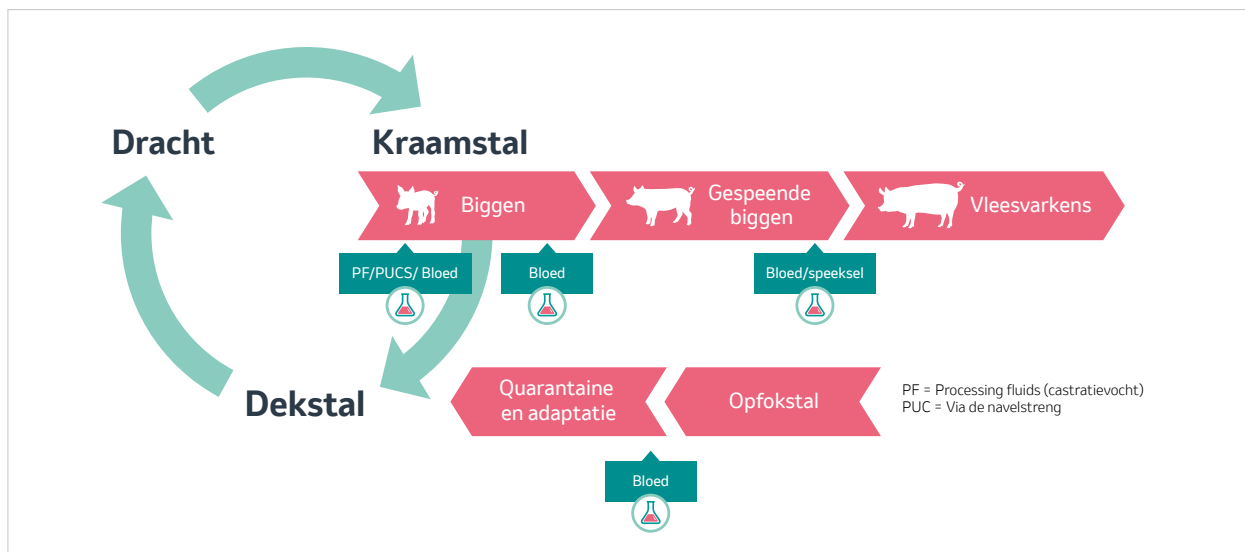 Dracht
Kraamstal
Biggen
Gespeende
biggen
Vleesvarkens
PF/PUCS/ Bloed
Bloed
Bloed/speeksel
Dekstal
Quarantaine
en adaptatie
Opfokstal
PF = Processing fluids (castratievocht)
PUC = Via de navelstreng
Bloed